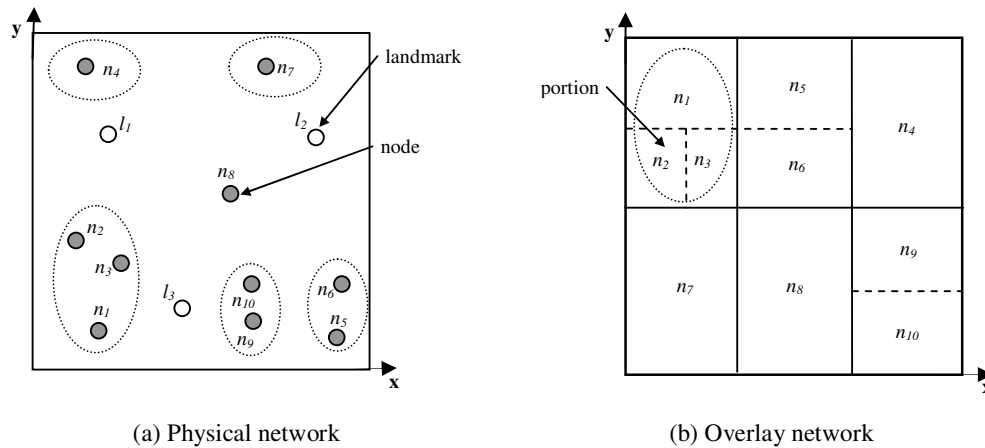 y
n4
n7
landmark
l1
l2
node
n8
n2
n3
l3
n10
n6
n1
n9
n5
x
(a) Physical network
y
n1
n5
portion
n4
n2
n3
n6
n9
n7
n8
n10
x
(b) Overlay network